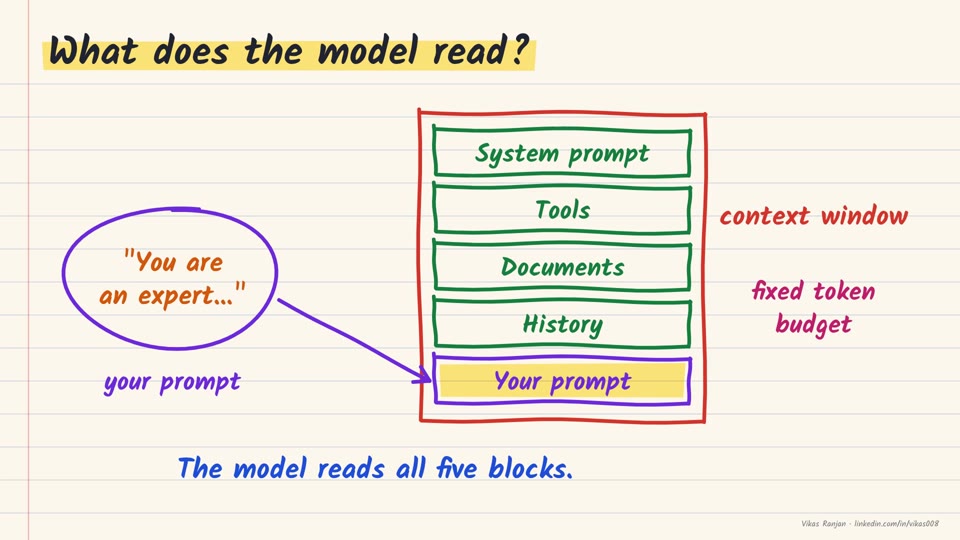 What does the model read?
System prompt
Tools
Documents
History
Your prompt
"You are
an expert..."
your prompt
context window
fixed token
budget
The model reads all five blocks.
Vikas Ranjan - linkedin.com/in/vikas008